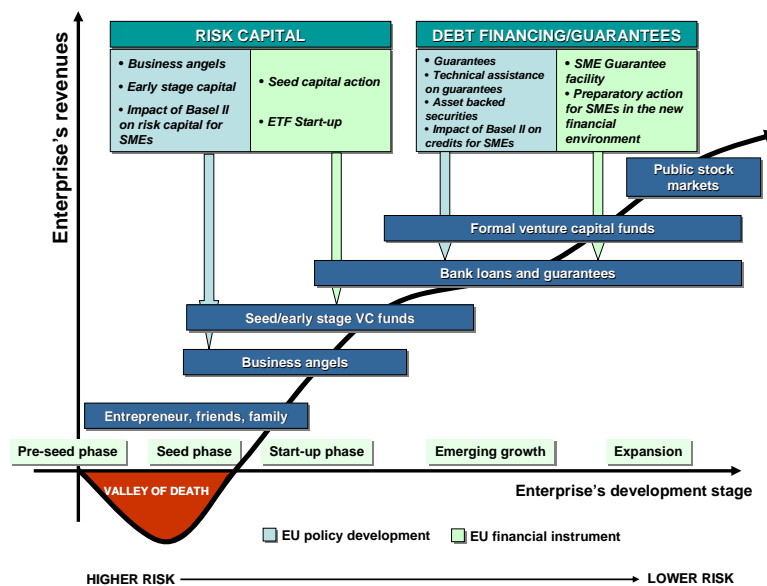 RISK CAPITAL
DEBT FINANCING/GUARANTEES
• Business angels
• Early stage capital
• Impact of Basel II
on risk capital for
SMEs
• Seed capital action
• ETF Start-up
• Guarantees
• Technical assistance
on guarantees
• Asset backed
securities
• Impact of Basel II on
credits for SMEs
• SME Guarantee
facility
• Preparatory action
for SMEs in the new
financial
environment
Enterprise's revenues
Public stock
markets
Formal venture capital funds
Bank loans and guarantees
Seed/early stage VC funds
Business angels
Entrepreneur, friends, family
Pre-seed phase
Seed phase
Start-up phase
Emerging growth
Expansion
VALLEY OF DEATH
Enterprise's development stage
EU policy development
EU financial instrument
HIGHER RISK
LOWER RISK